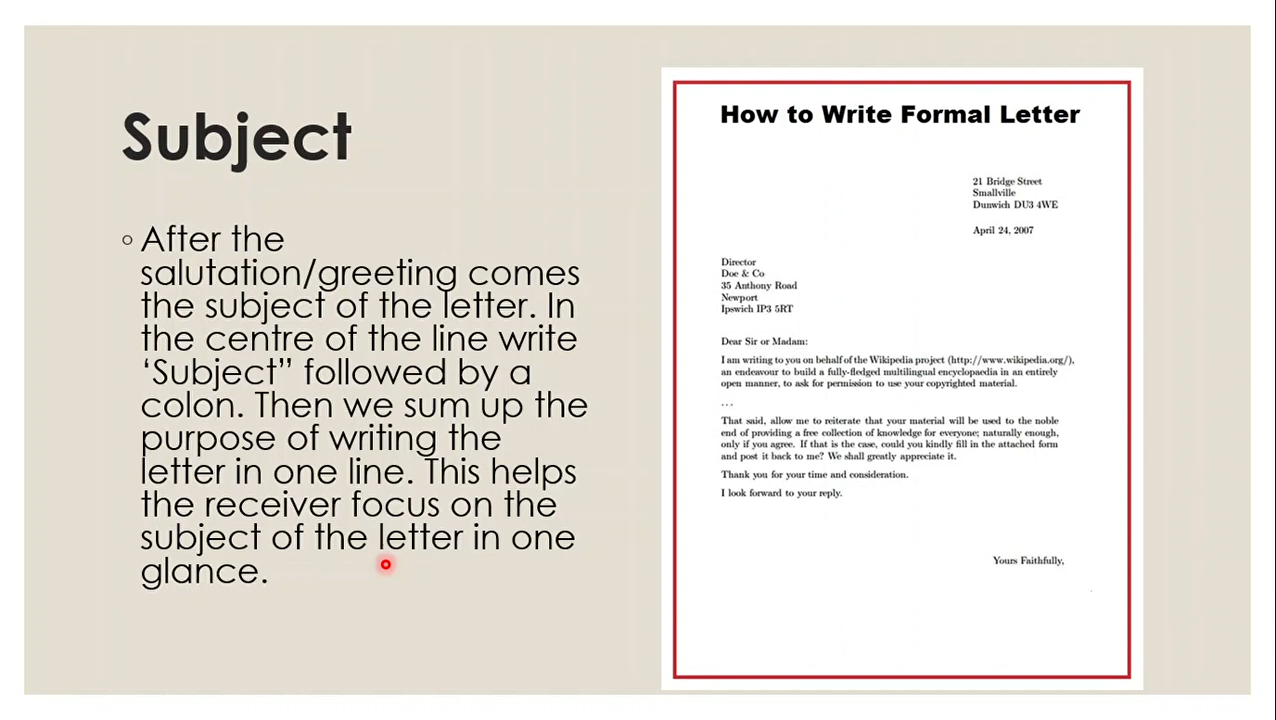 Subject
◦ After the
salutation/greeting comes
the subject of the letter. In
the centre of the line write
‘Subject” followed by a
colon. Then we sum up the
purpose of writing the
letter in one line. This helps
the receiver focus on the
subject of the letter in one
glance.
How to Write Formal Letter
21 Bridge Street
Smallville
Dunwich DU3 4WE
April 24, 2007
Director
Doe & Co
35 Anthony Road
Newport
Ipswich IP3 5RT
Dear Sir or Madam:
I am writing to you on behalf of the Wikipedia project (http://www.wikipedia.org/),
an endeavour to build a fully-fledged multilingual encyclopaedia in an entirely
open manner, to ask for permission to use your copyrighted material.
...
That said, allow me to reiterate that your material will be used to the noble
end of providing a free collection of knowledge for everyone; naturally enough,
only if you agree. If that is the case, could you kindly fill in the attached form
and post it back to me? We shall greatly appreciate it.
Thank you for your time and consideration.
I look forward to your reply.
Yours Faithfully,